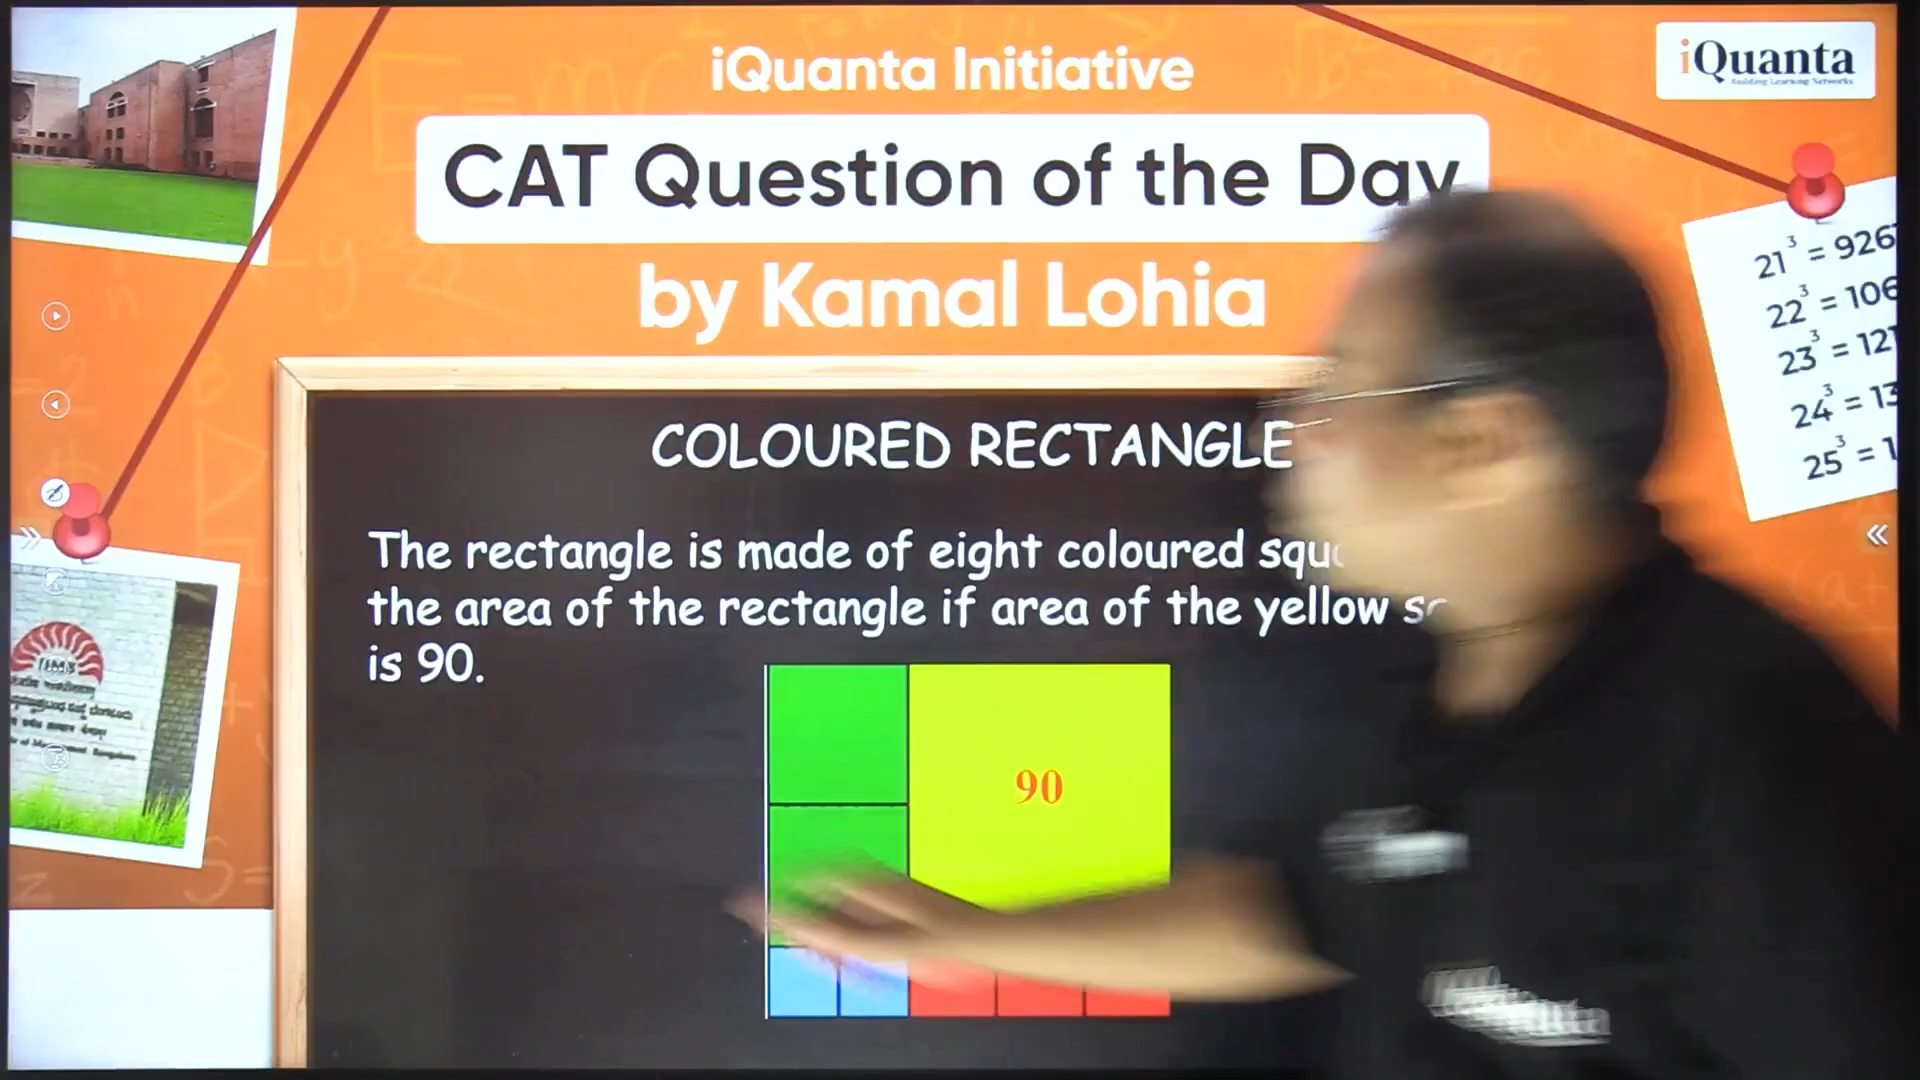 iQuanta Initiative
iQuanta
CAT Question of the Day
by Kamal Lohia
21³ = 926
22³ = 106
23³ = 121
24³ = 13
25³ = 1
COLOURED RECTANGLE
The rectangle is made of eight coloured squ
the area of the rectangle if area of the yellow
is 90.
90